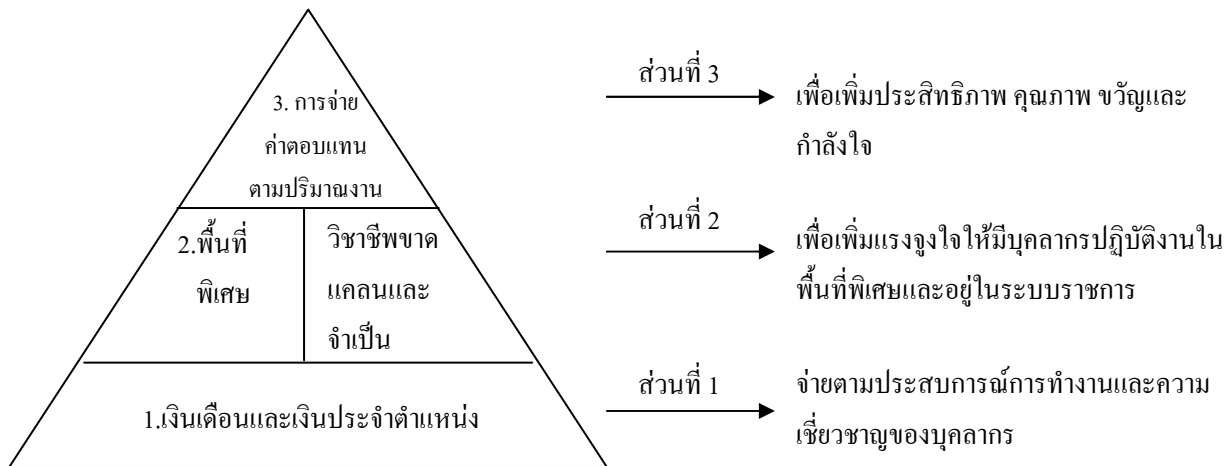 3. การจ่าย
ค่าตอบแทน
ตามปริมาณงาน
ส่วนที่ 3
เพื่อเพิ่มประสิทธิภาพ คุณภาพ ขวัญและ
กำลังใจ
2.พื้นที่
พิเศษ
วิชาชีพขาด
แคลนและ
จำเป็น
ส่วนที่ 2
เพื่อเพิ่มแรงจูงใจให้มีบุคลากรปฏิบัติงานใน
พื้นที่พิเศษและอยู่ในระบบราชการ
1.เงินเดือนและเงินประจำตำแหน่ง
ส่วนที่ 1
จ่ายตามประสบการณ์การทำงานและความ
เชี่ยวชาญของบุคลากร